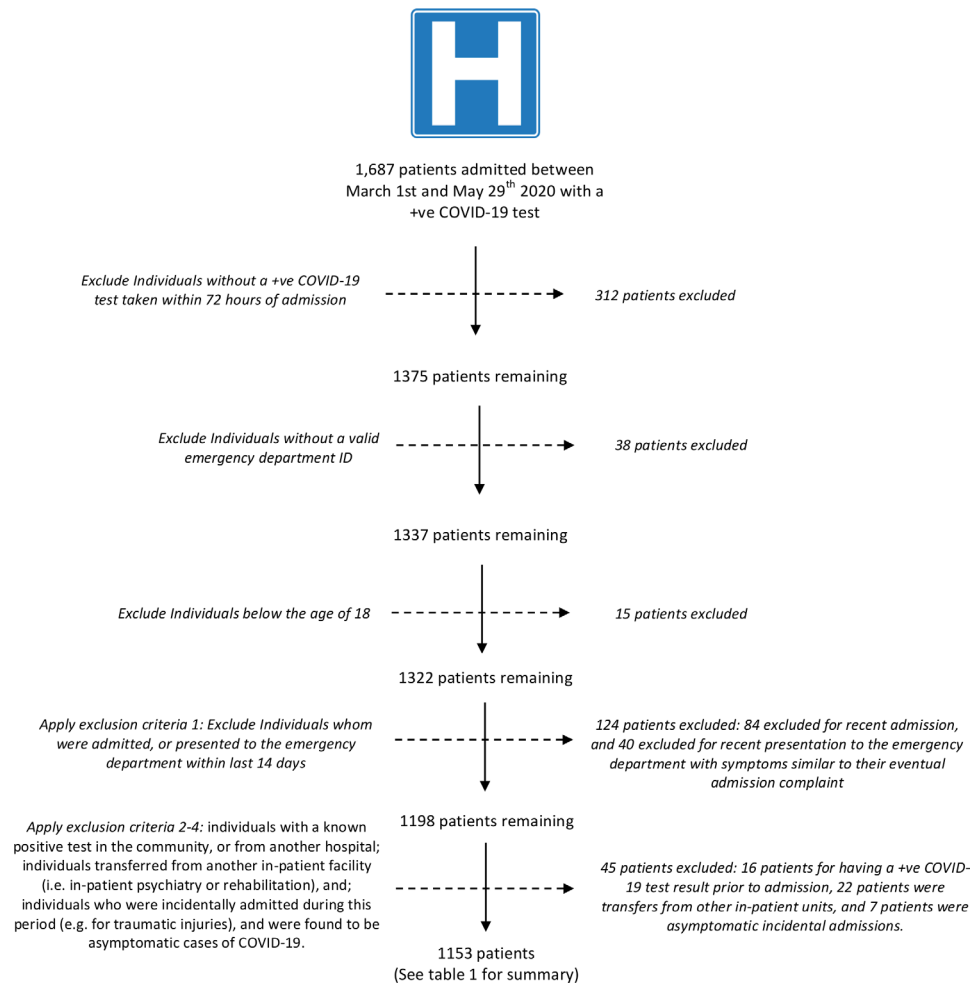 H
1,687 patients admitted between
March 1st and May 29th 2020 with a
+ve COVID-19 test
Exclude Individuals without a +ve COVID-19
test taken within 72 hours of admission
312 patients excluded
1375 patients remaining
Exclude Individuals without a valid
emergency department ID
38 patients excluded
1337 patients remaining
Exclude Individuals below the age of 18
15 patients excluded
1322 patients remaining
Apply exclusion criteria 1: Exclude Individuals whom
were admitted, or presented to the emergency
department within last 14 days
124 patients excluded: 84 excluded for recent admission,
and 40 excluded for recent presentation to the emergency
department with symptoms similar to their eventual
admission complaint
1198 patients remaining
Apply exclusion criteria 2-4: individuals with a known
positive test in the community, or from another hospital;
individuals transferred from another in-patient facility
(i.e. in-patient psychiatry or rehabilitation), and;
individuals who were incidentally admitted during this
period (e.g. for traumatic injuries), and were found to be
asymptomatic cases of COVID-19.
45 patients excluded: 16 patients for having a +ve COVID-
19 test result prior to admission, 22 patients were
transfers from other in-patient units, and 7 patients were
asymptomatic incidental admissions.
1153 patients
(See table 1 for summary)